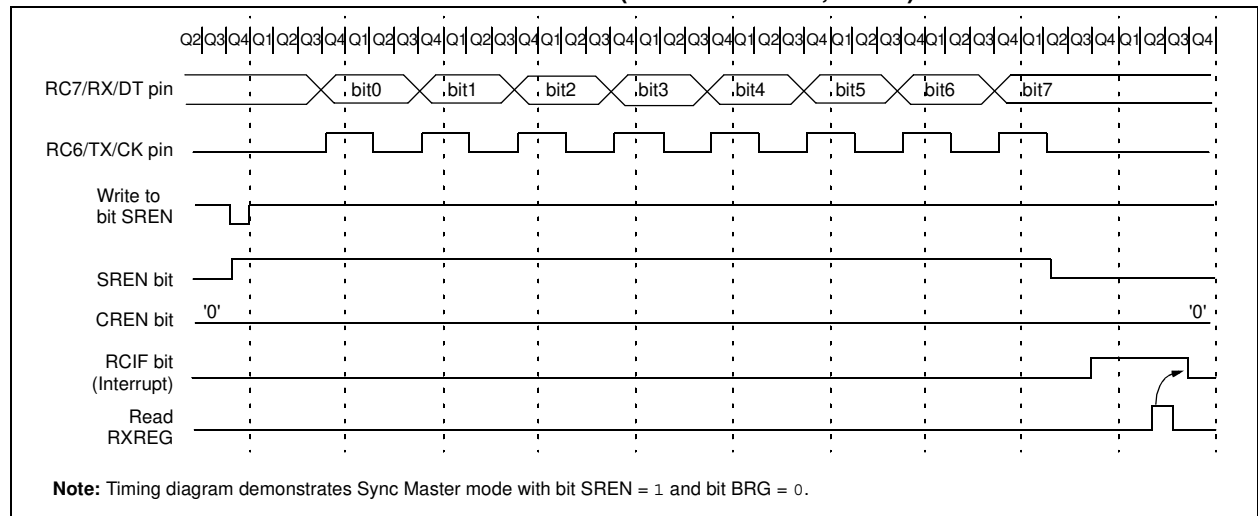 Q2 Q3 Q4 Q1 Q2 Q3 Q4 Q1 Q2 Q3 Q4 Q1 Q2 Q3 Q4 Q1 Q2 Q3 Q4 Q1 Q2 Q3 Q4 Q1 Q2 Q3 Q4 Q1 Q2 Q3 Q4 Q1 Q2 Q3 Q4 Q1 Q2 Q3 Q4 Q1 Q2 Q3 Q4
RC7/RX/DT pin bit0 bit1 bit2 bit3 bit4 bit5 bit6 bit7
RC6/TX/CK pin
Write to
bit SREN
SREN bit
CREN bit '0' '0'
RCIF bit
(Interrupt)
Read
RXREG
Note: Timing diagram demonstrates Sync Master mode with bit SREN = 1 and bit BRG = 0.